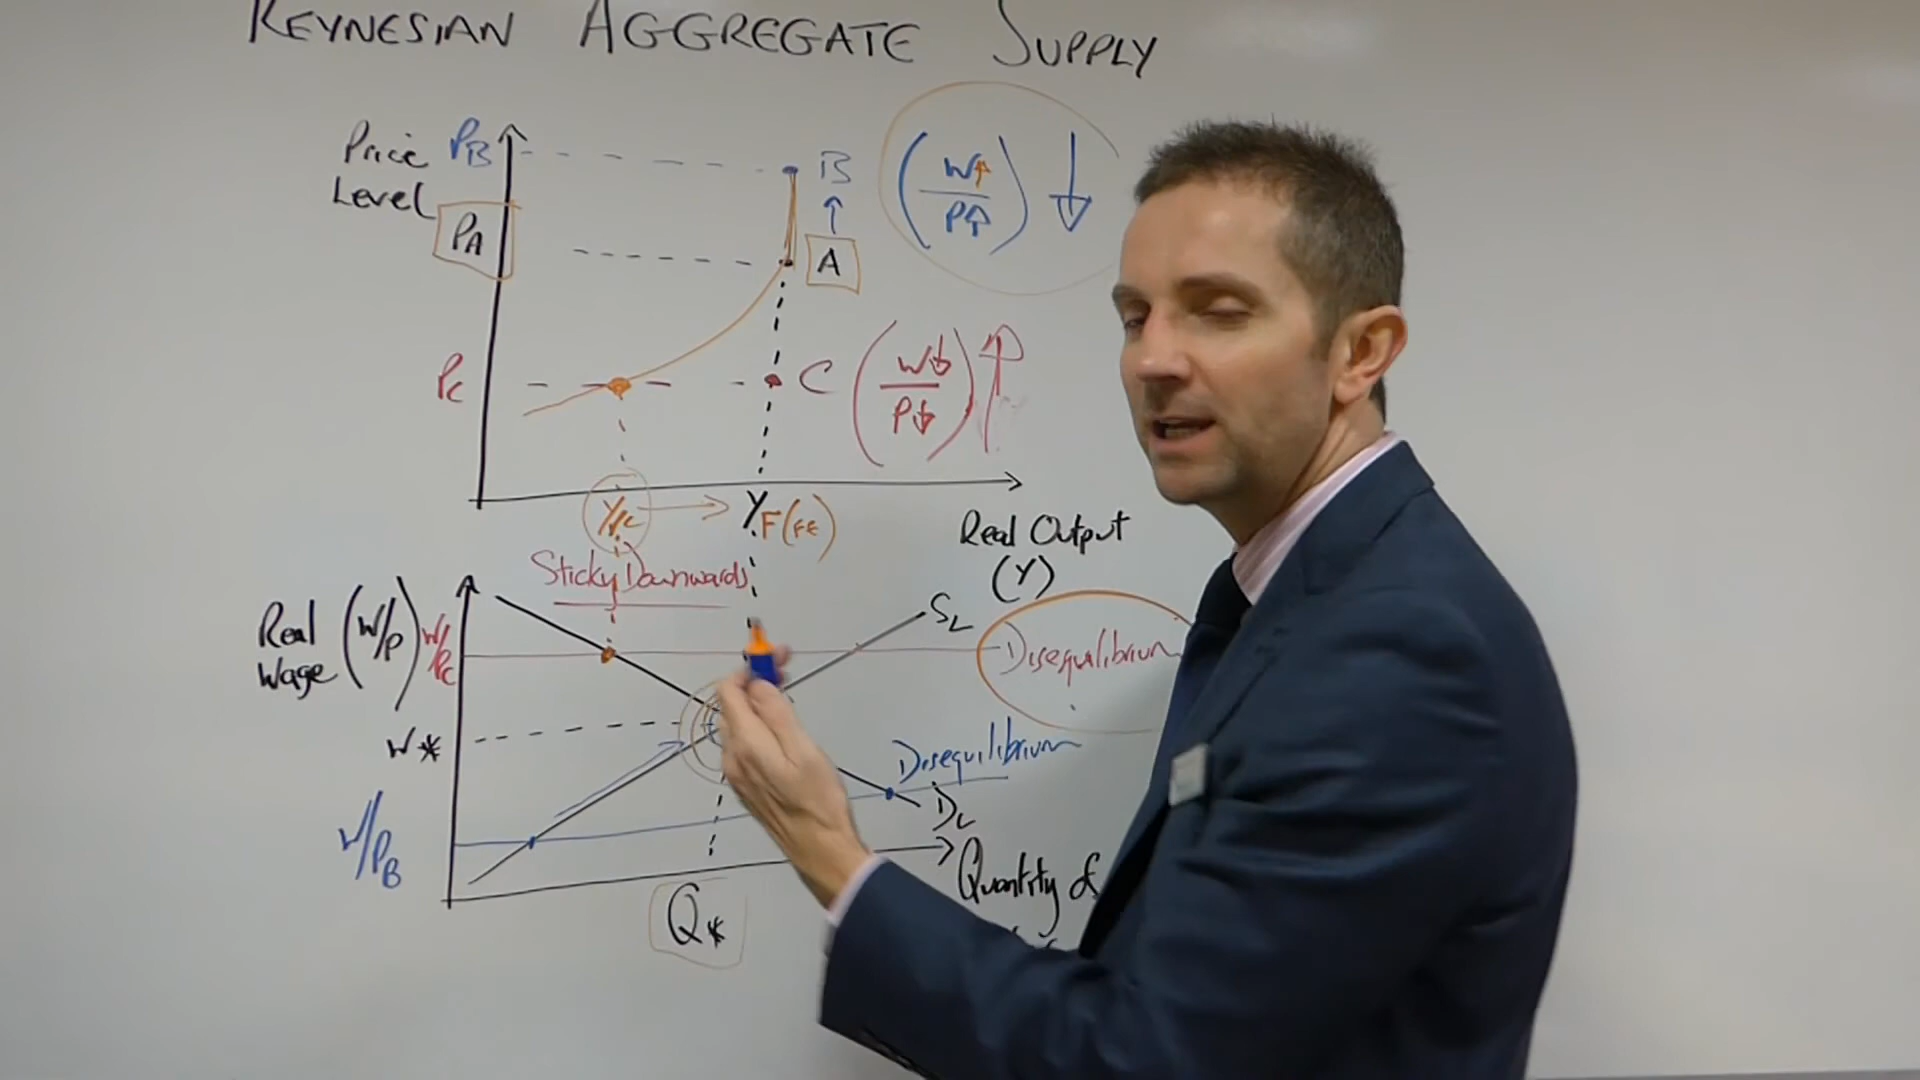 KEYNESIAN AGGREGATE SUPPLY
Price Level
PB
B
(W↑/P↑) ↓
PA
A
PC
C (W↓/P↓) ↑
YC → YF(FE)
Real Output (Y)
Sticky Downwards
Real Wage (W/P)
W/PC
SL
Disequilibrium
W*
Disequilibrium
DL
W/PB
Quantity of
Q*